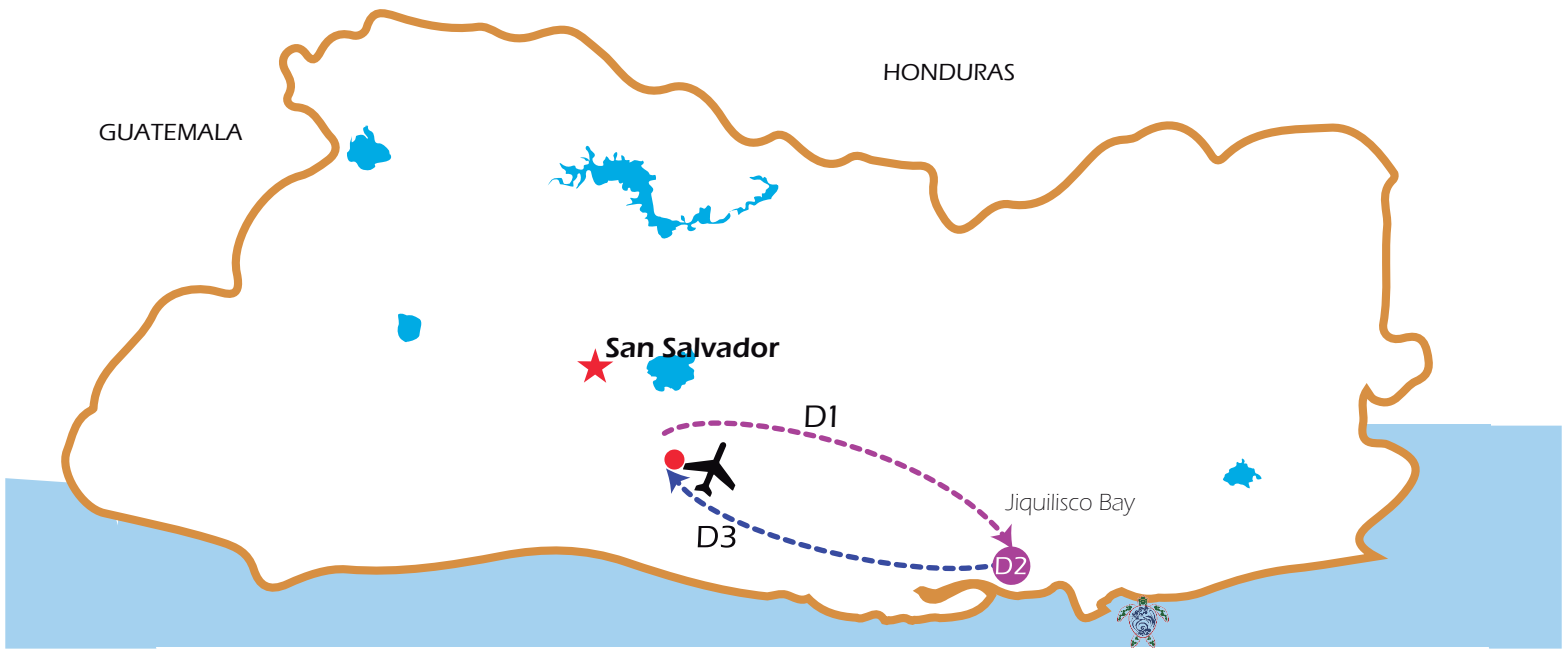 HONDURAS
GUATEMALA
San Salvador
D1
Jiquilisco Bay
D3
D2